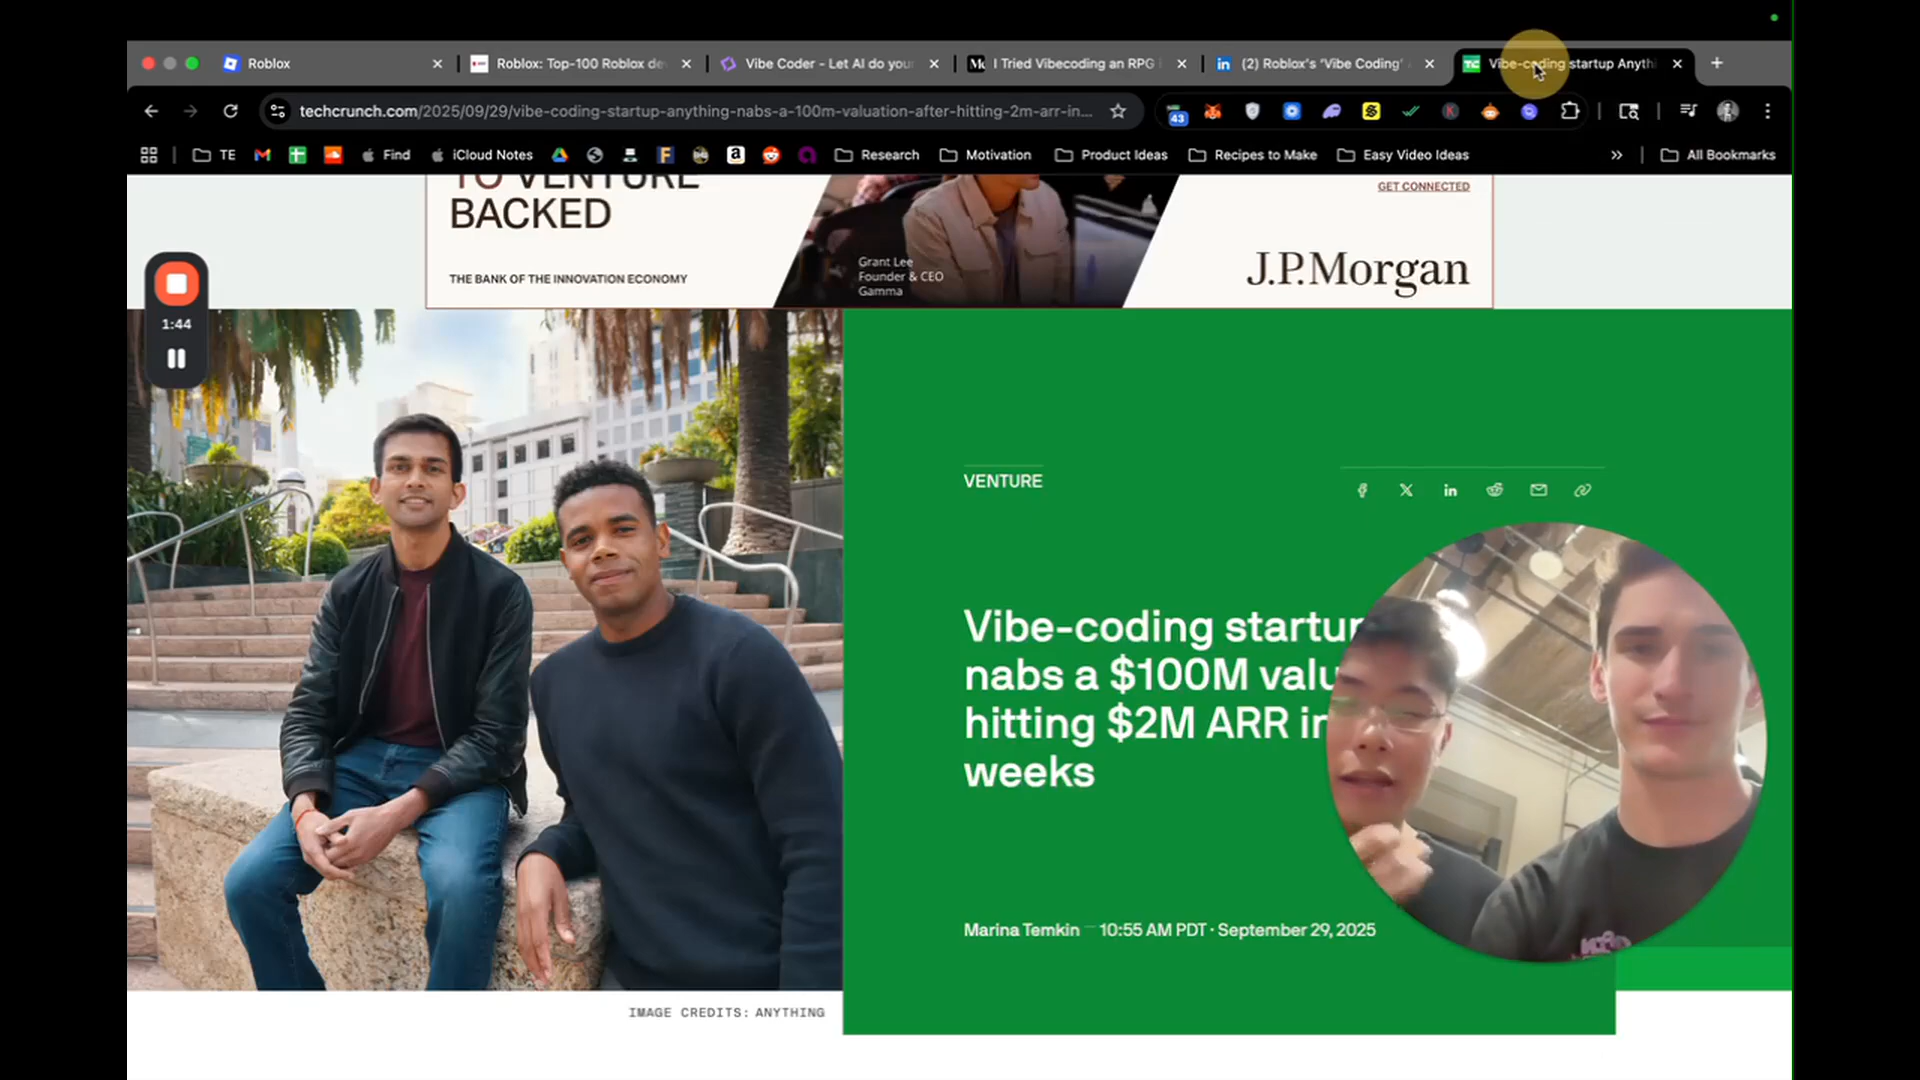 Roblox
Roblox: Top-100 Roblox de
Vibe Coder - Let AI do your
I Tried Vibecoding an RPG
(2) Roblox's 'Vibe Coding'
Vibe-coding startup Anythi
techcrunch.com/2025/09/29/vibe-coding-startup-anything-nabs-a-100m-valuation-after-hitting-2m-arr-in...
43
TE
Find
iCloud Notes
Research
Motivation
Product Ideas
Recipes to Make
Easy Video Ideas
All Bookmarks
TO VENTURE
BACKED
THE BANK OF THE INNOVATION ECONOMY
Grant Lee
Founder & CEO
Gamma
GET CONNECTED
J.P.Morgan
1:44
VENTURE
Vibe-coding startup
nabs a $100M valu
hitting $2M ARR in
weeks
Marina Temkin — 10:55 AM PDT · September 29, 2025
IMAGE CREDITS: ANYTHING